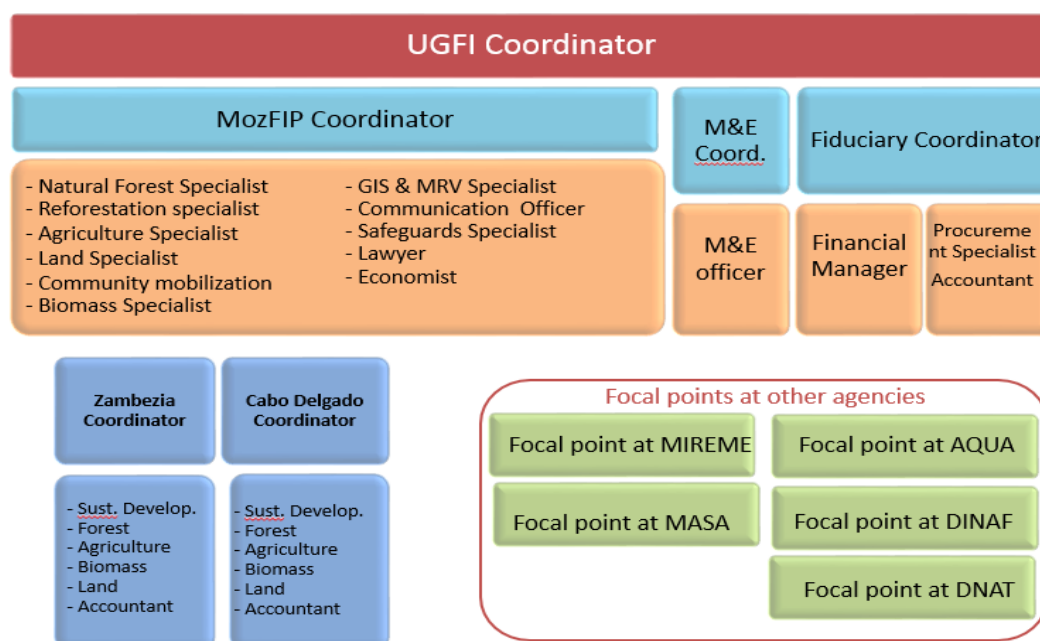 UGFI Coordinator
MozFIP Coordinator
M&E
Coord.
Fiduciary Coordinator
- Natural Forest Specialist
- Reforestation specialist
- Agriculture Specialist
- Land Specialist
- Community mobilization
- Biomass Specialist
- GIS & MRV Specialist
- Communication Officer
- Safeguards Specialist
- Lawyer
- Economist
M&E
officer
Financial
Manager
Procureme
nt Specialist
Accountant
Zambezia
Coordinator
Cabo Delgado
Coordinator
- Sust. Develop.
- Forest
- Agriculture
- Biomass
- Land
- Accountant
- Sust. Develop.
- Forest
- Agriculture
- Biomass
- Land
- Accountant
Focal points at other agencies
Focal point at MIREME
Focal point at AQUA
Focal point at MASA
Focal point at DINAF
Focal point at DNAT